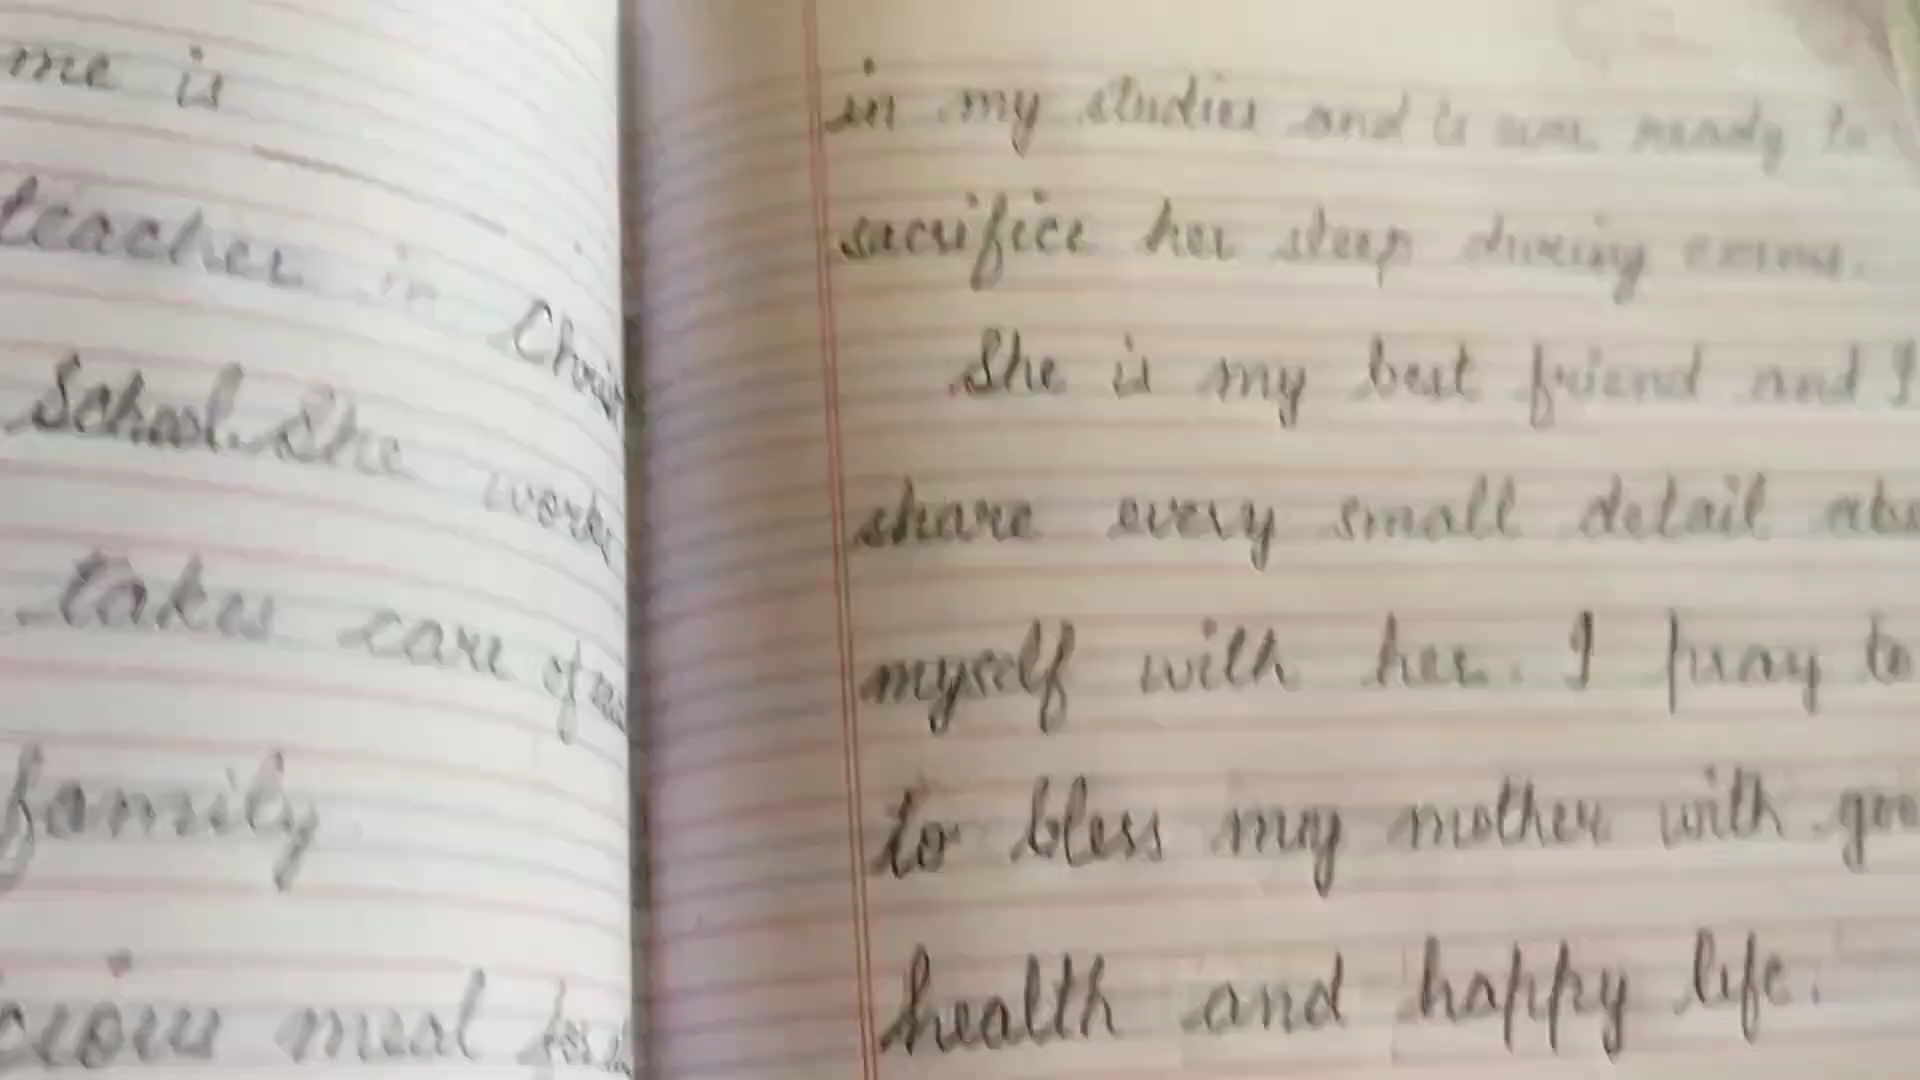 me is
teacher in
School. She works
takes care of
family
meal for
in my studies and is ready to
sacrifice her sleep during exams.
She is my best friend and I
share every small detail
myself with her. I pray to
to bless my mother with
health and happy life.